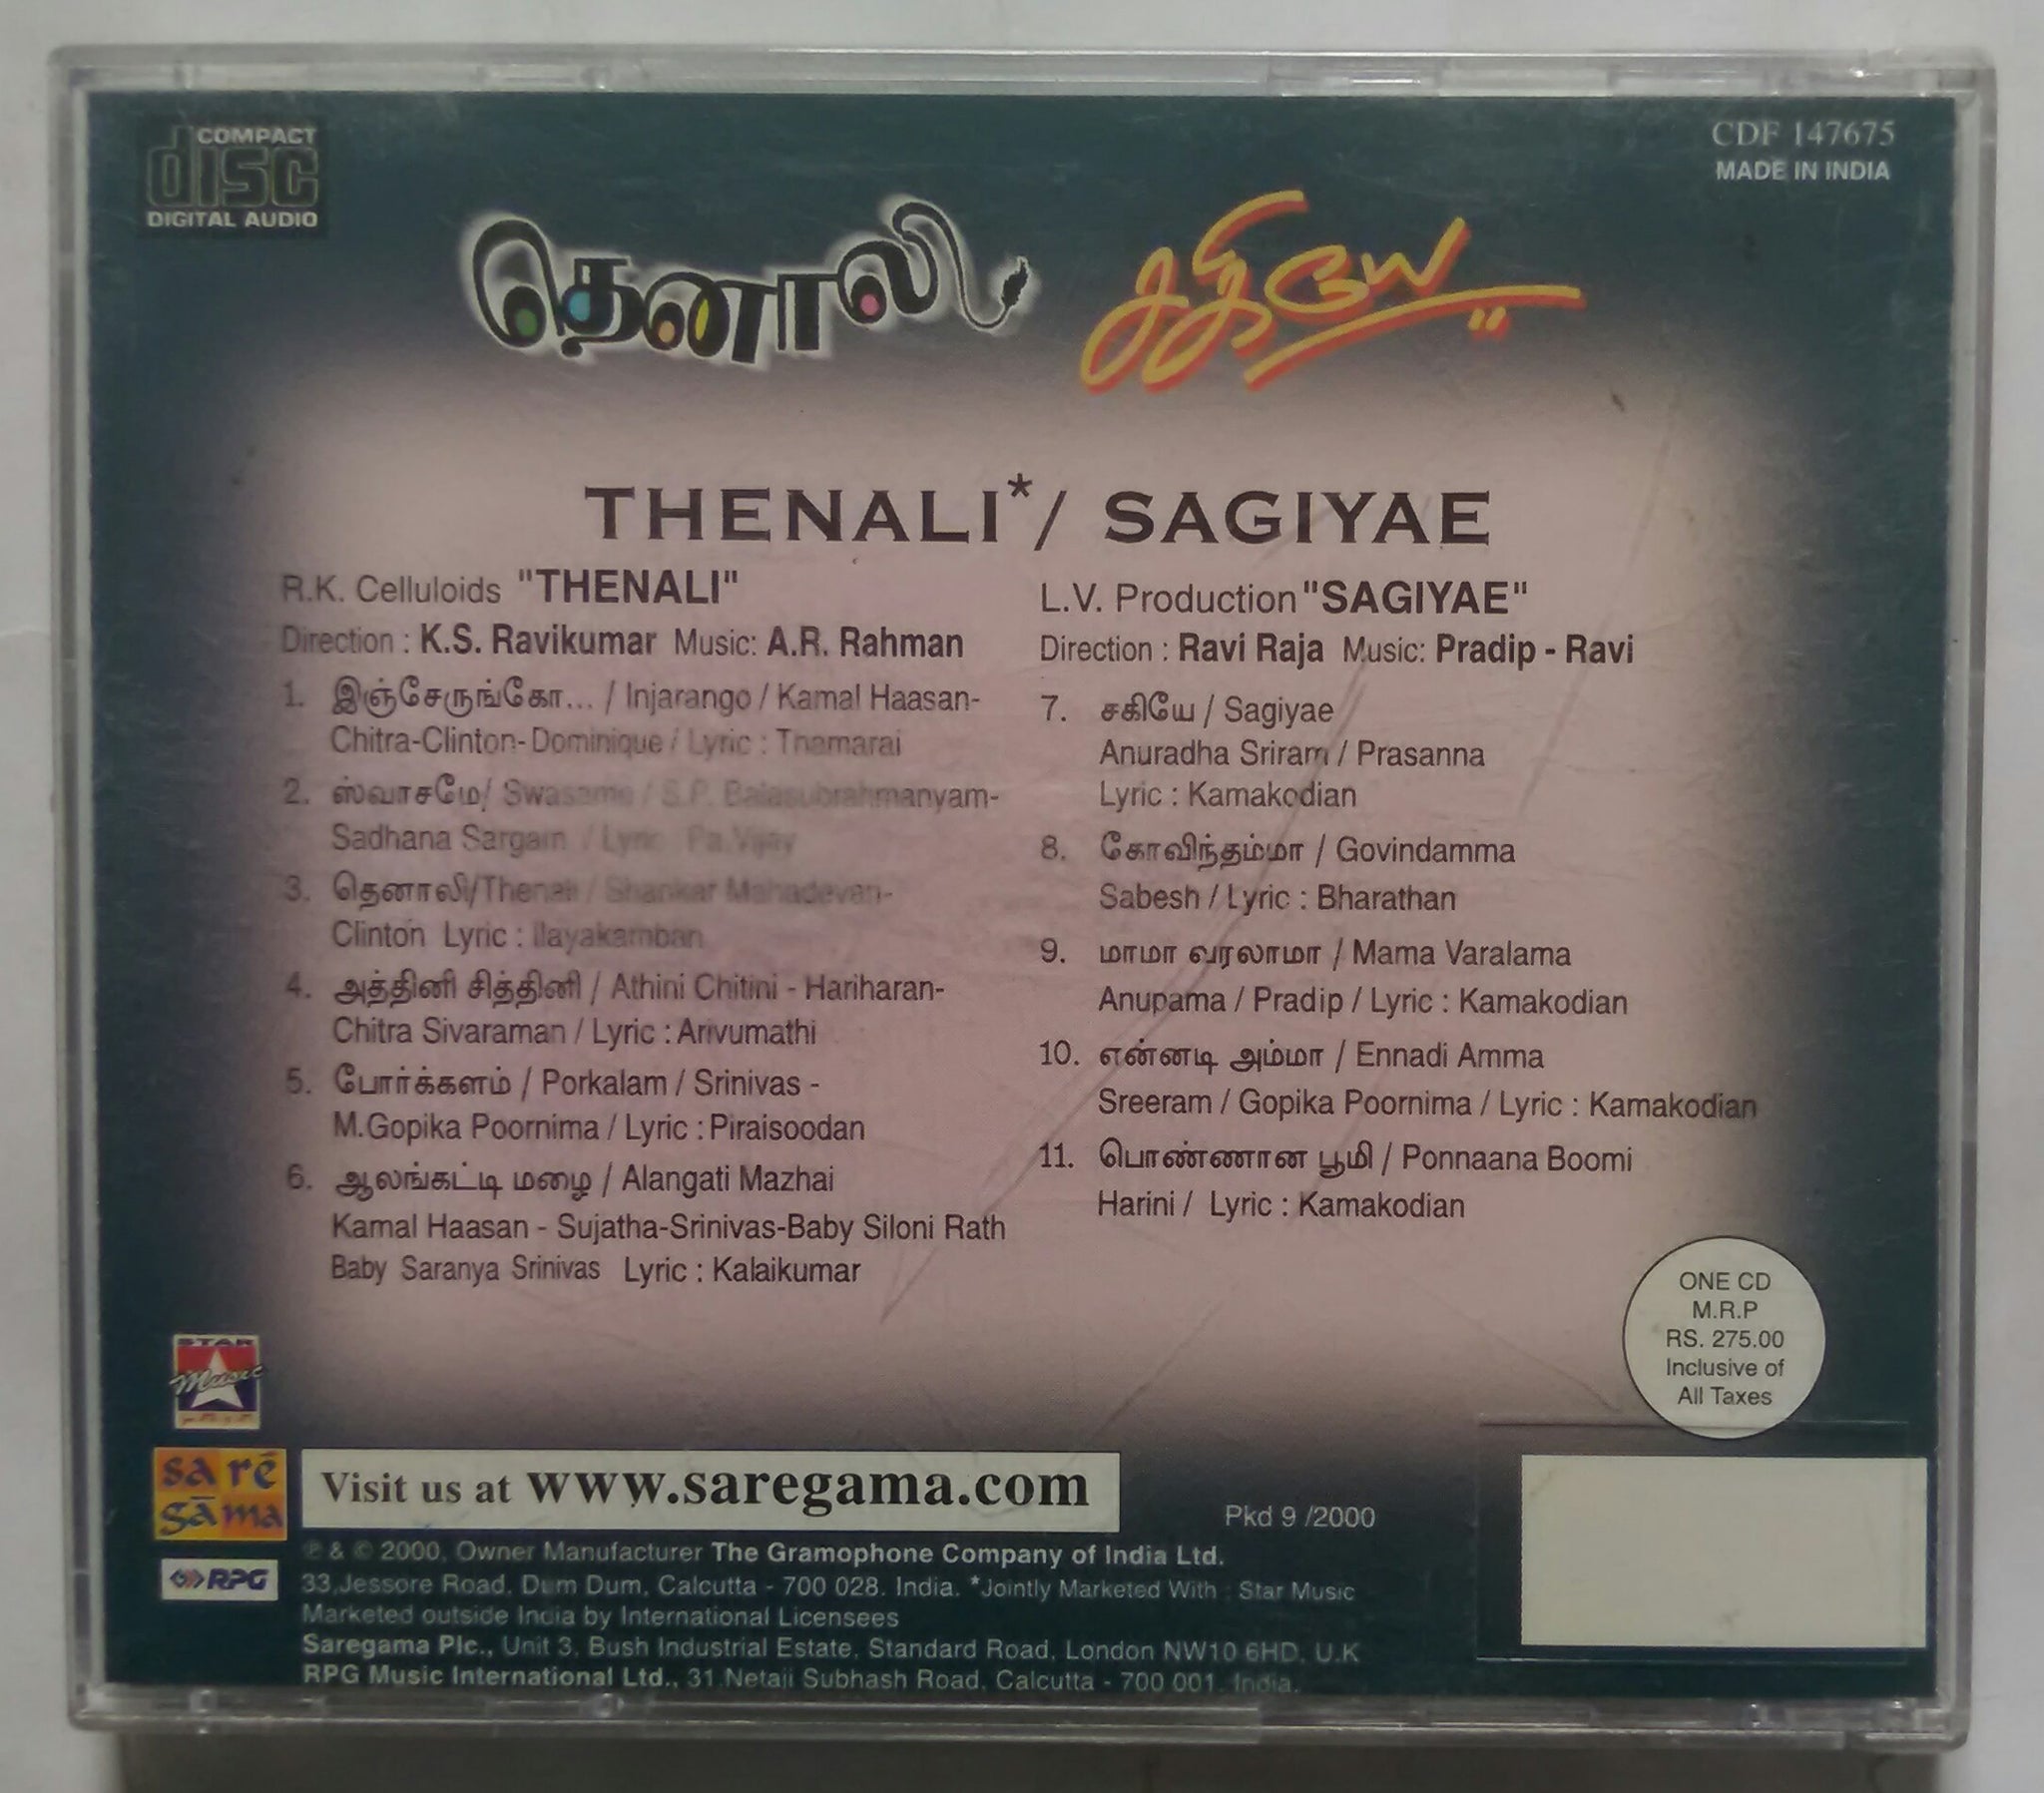 COMPACT
disc
DIGITAL AUDIO
CDF 147675
MADE IN INDIA
தெனாலி
சகியே
THENALI*/ SAGIYAE
R.K. Celluloids "THENALI"
Direction : K.S. Ravikumar Music: A.R. Rahman
1. இஞ்சேருங்கோ... / Injarango / Kamal Haasan-
Chitra-Clinton-Dominique / Lyric : Thamarai
2. ஸ்வாசமே/ Swasame / S.P. Balasubrahmanyam-
Sadhana Sargam / Lyric Pa.Vijay
3. தெனாலி/Thenali / Shankar Mahadevan-
Clinton Lyric : Ilayakamban
4. அத்தினி சித்தினி / Athini Chitini - Hariharan-
Chitra Sivaraman / Lyric : Arivumathi
5. போர்க்களம் / Porkalam / Srinivas -
M.Gopika Poornima / Lyric : Piraisoodan
6. ஆலங்கட்டி மழை / Alangati Mazhai
Kamal Haasan - Sujatha-Srinivas-Baby Siloni Rath
Baby Saranya Srinivas Lyric : Kalaikumar
L.V. Production "SAGIYAE"
Direction : Ravi Raja Music: Pradip - Ravi
7. சகியே / Sagiyae
Anuradha Sriram / Prasanna
Lyric : Kamakodian
8. கோவிந்தம்மா / Govindamma
Sabesh / Lyric : Bharathan
9. மாமா வரலாமா / Mama Varalama
Anupama / Pradip / Lyric : Kamakodian
10. என்னடி அம்மா / Ennadi Amma
Sreeram / Gopika Poornima / Lyric : Kamakodian
11. பொண்ணான பூமி / Ponnaana Boomi
Harini / Lyric : Kamakodian
ONE CD
M.R.P
RS. 275.00
Inclusive of
All Taxes
STAR
Music
sa rē
gāma
RPG
Visit us at www.saregama.com
Pkd 9 /2000
℗ & © 2000, Owner Manufacturer The Gramophone Company of India Ltd.
33,Jessore Road, Dum Dum, Calcutta - 700 028. India. *Jointly Marketed With : Star Music
Marketed outside India by International Licensees
Saregama Plc., Unit 3, Bush Industrial Estate, Standard Road, London NW10 6HD, U.K
RPG Music International Ltd., 31,Netaji Subhash Road, Calcutta - 700 001. India.